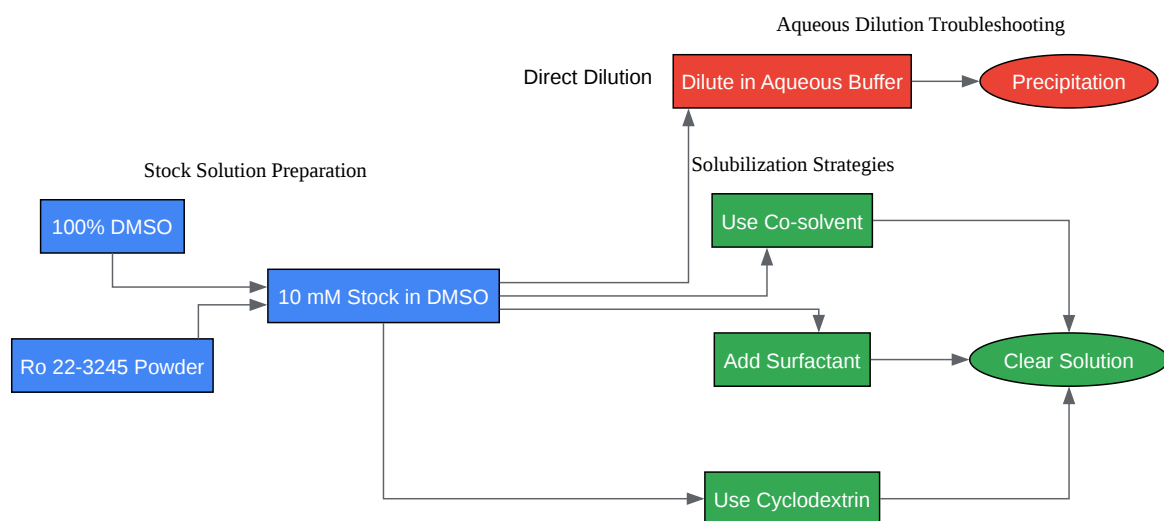 Aqueous Dilution Troubleshooting
Direct Dilution
Dilute in Aqueous Buffer
Precipitation
Stock Solution Preparation
Solubilization Strategies
100% DMSO
Use Co-solvent
10 mM Stock in DMSO
Ro 22-3245 Powder
Add Surfactant
Clear Solution
Use Cyclodextrin